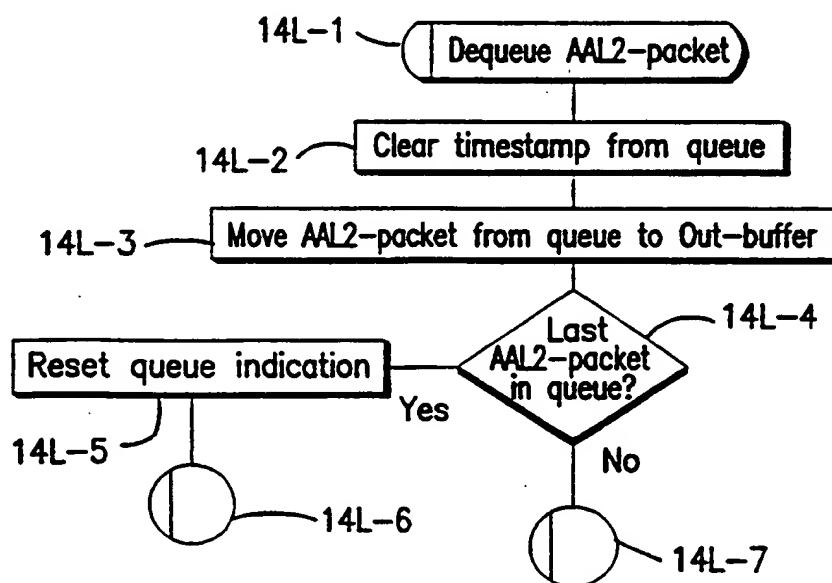 14L-1
Dequeue AAL2-packet
14L-2
Clear timestamp from queue
14L-3
Move AAL2-packet from queue to Out-buffer
14L-4
Last
AAL2-packet
in queue?
Reset queue indication
Yes
14L-5
No
14L-6
14L-7